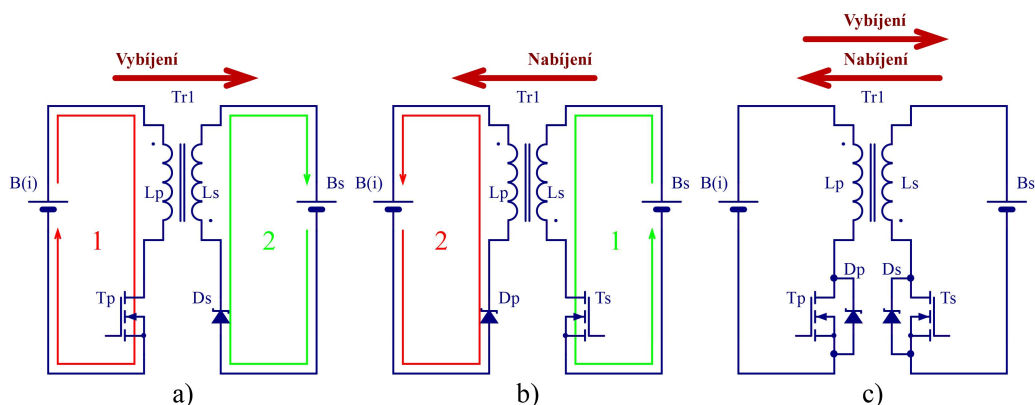 Vybíjení
Tr1
B(i)
Lp
Ls
Bs
1
2
Tp
Ds
a)
Nabíjení
Tr1
B(i)
Lp
Ls
Bs
2
1
Dp
Ts
b)
Vybíjení
Nabíjení
Tr1
B(i)
Lp
Ls
Bs
Dp
Ds
Tp
Ts
c)